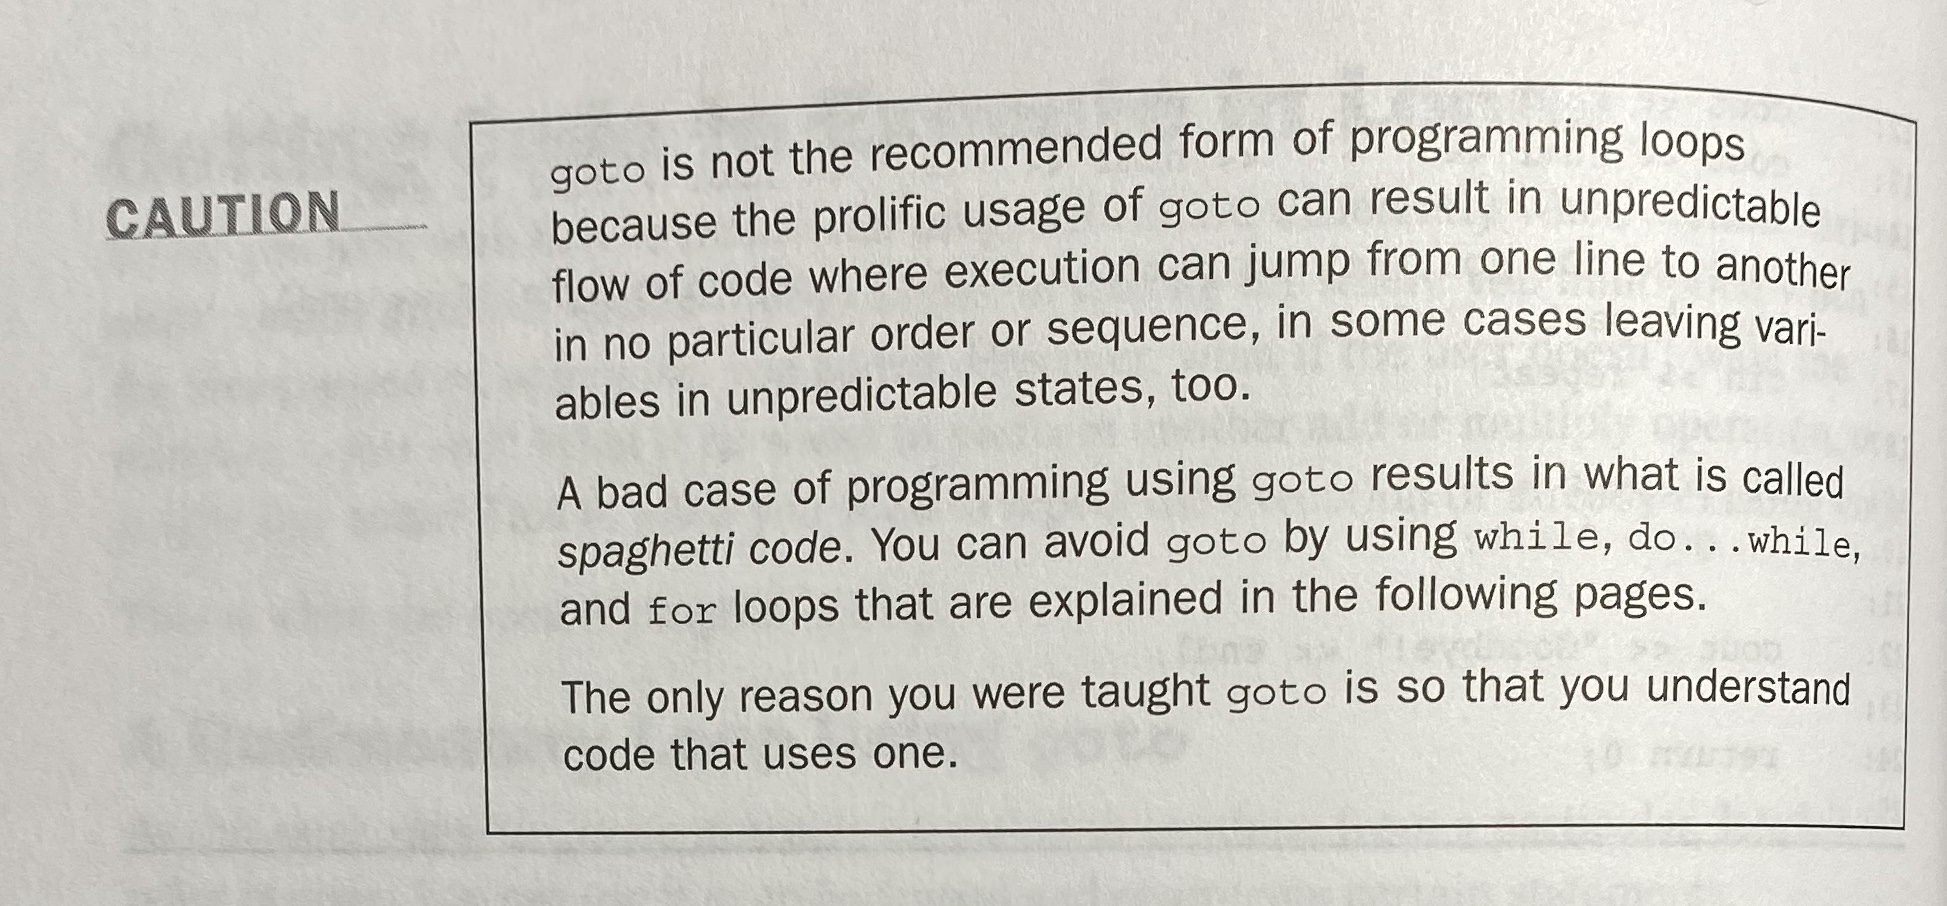 CAUTION
goto is not the recommended form of programming loops
because the prolific usage of goto can result in unpredictable
flow of code where execution can jump from one line to another
in no particular order or sequence, in some cases leaving vari-
ables in unpredictable states, too.
A bad case of programming using goto results in what is called
spaghetti code. You can avoid goto by using while, do...while,
and for loops that are explained in the following pages.
The only reason you were taught goto is so that you understand
code that uses one.